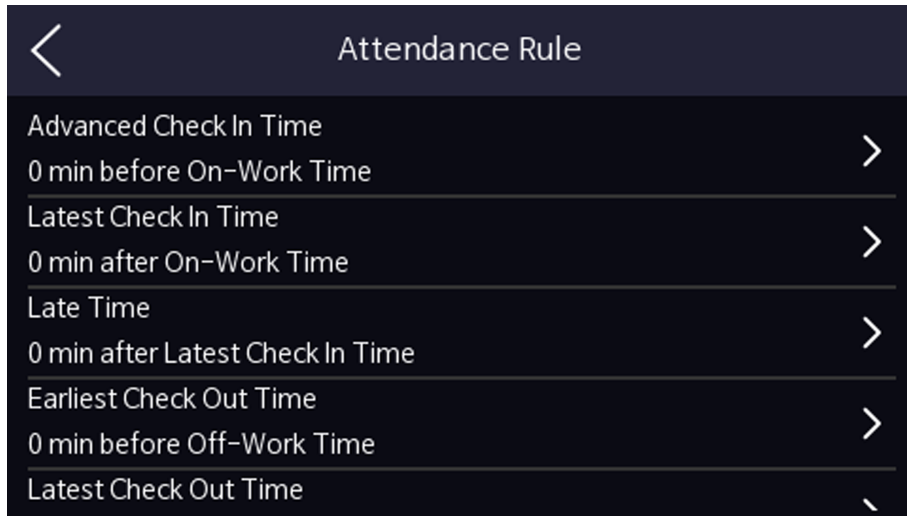 Attendance Rule
Advanced Check In Time
0 min before On-Work Time
Latest Check In Time
0 min after On-Work Time
Late Time
0 min after Latest Check In Time
Earliest Check Out Time
0 min before Off-Work Time
Latest Check Out Time